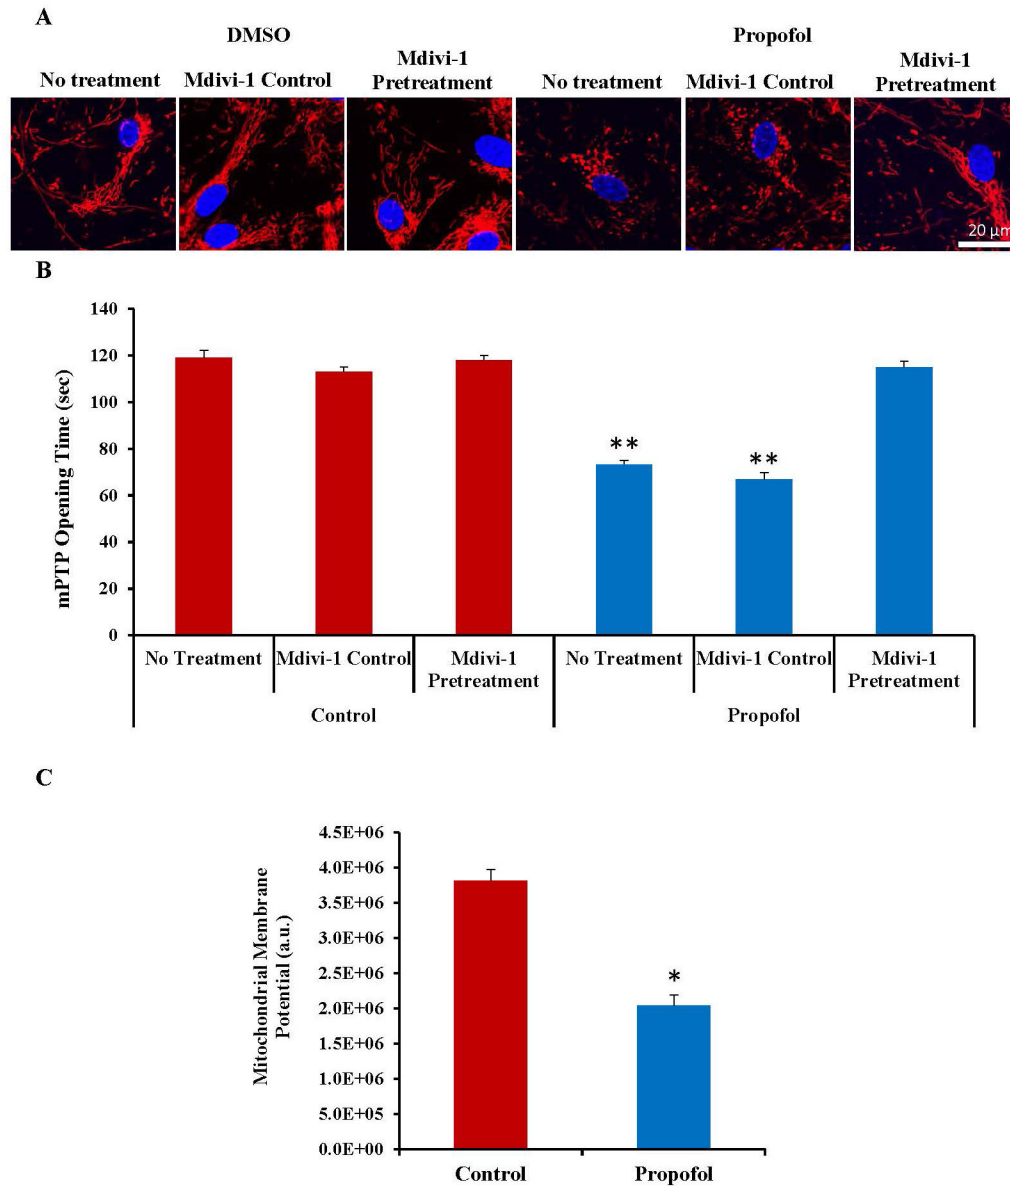 A
DMSO
Propofol
No treatment
Mdivi-1 Control
Mdivi-1
Pretreatment
No treatment
Mdivi-1 Control
Mdivi-1
Pretreatment
20 µm
B
mPTP Opening Time (sec)
140
120
100
80
60
40
20
0
**
**
No Treatment
Mdivi-1 Control
Mdivi-1
Pretreatment
No Treatment
Mdivi-1 Control
Mdivi-1
Pretreatment
Control
Propofol
C
Mitochondrial Membrane
Potential (a.u.)
4.5E+06
4.0E+06
3.5E+06
3.0E+06
2.5E+06
2.0E+06
1.5E+06
1.0E+06
5.0E+05
0.0E+00
*
Control
Propofol